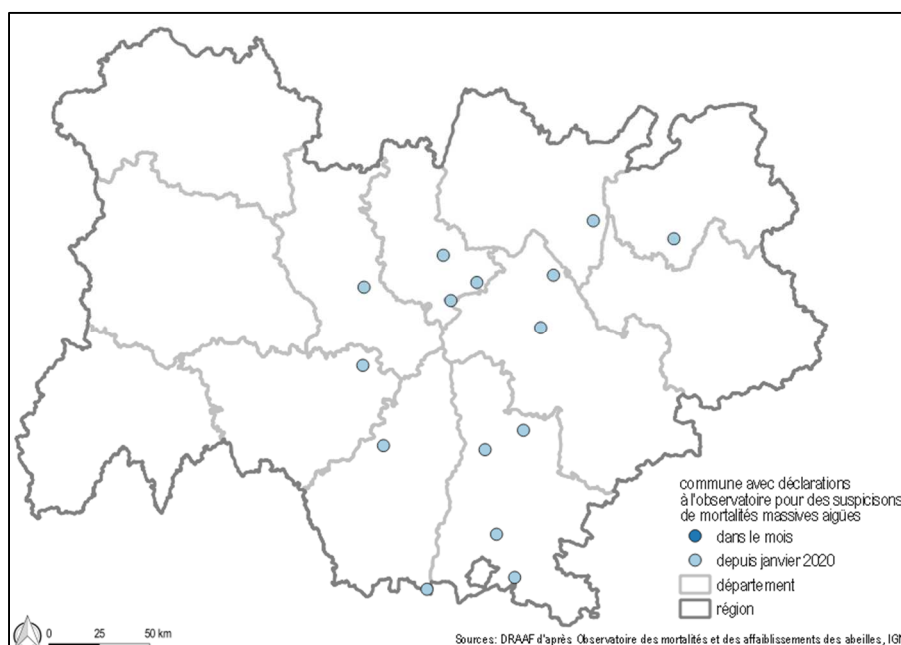 commune avec déclarations
à l'observatoire pour des suspicisons
de mortalités massives aigües
dans le mois
depuis janvier 2020
département
région
0 25 50 km
Sources: DRAAF d'après Observatoire des mortalités et des affaiblissements des abeilles, IGN